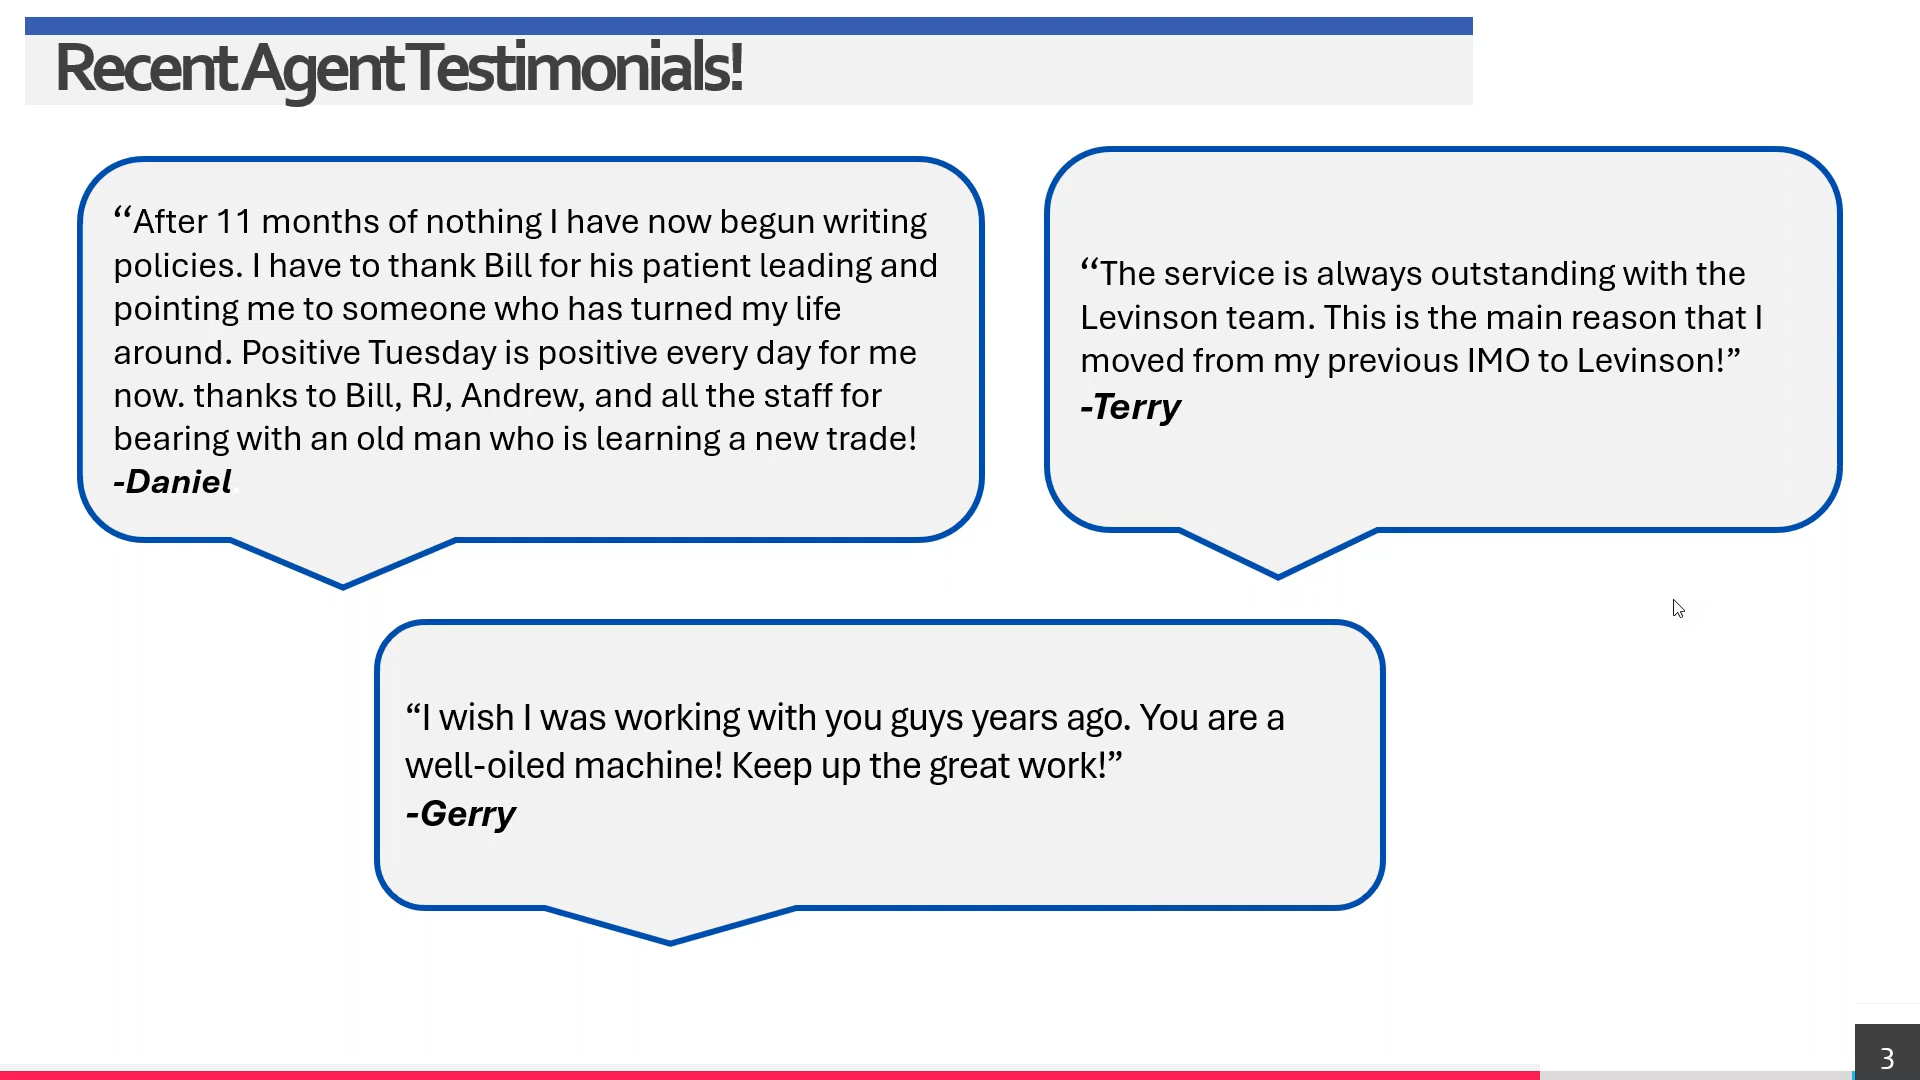 Recent Agent Testimonials!
“After 11 months of nothing I have now begun writing
policies. I have to thank Bill for his patient leading and
pointing me to someone who has turned my life
around. Positive Tuesday is positive every day for me
now. thanks to Bill, RJ, Andrew, and all the staff for
bearing with an old man who is learning a new trade!
-Daniel
“The service is always outstanding with the
Levinson team. This is the main reason that I
moved from my previous IMO to Levinson!”
-Terry
“I wish I was working with you guys years ago. You are a
well-oiled machine! Keep up the great work!”
-Gerry
3